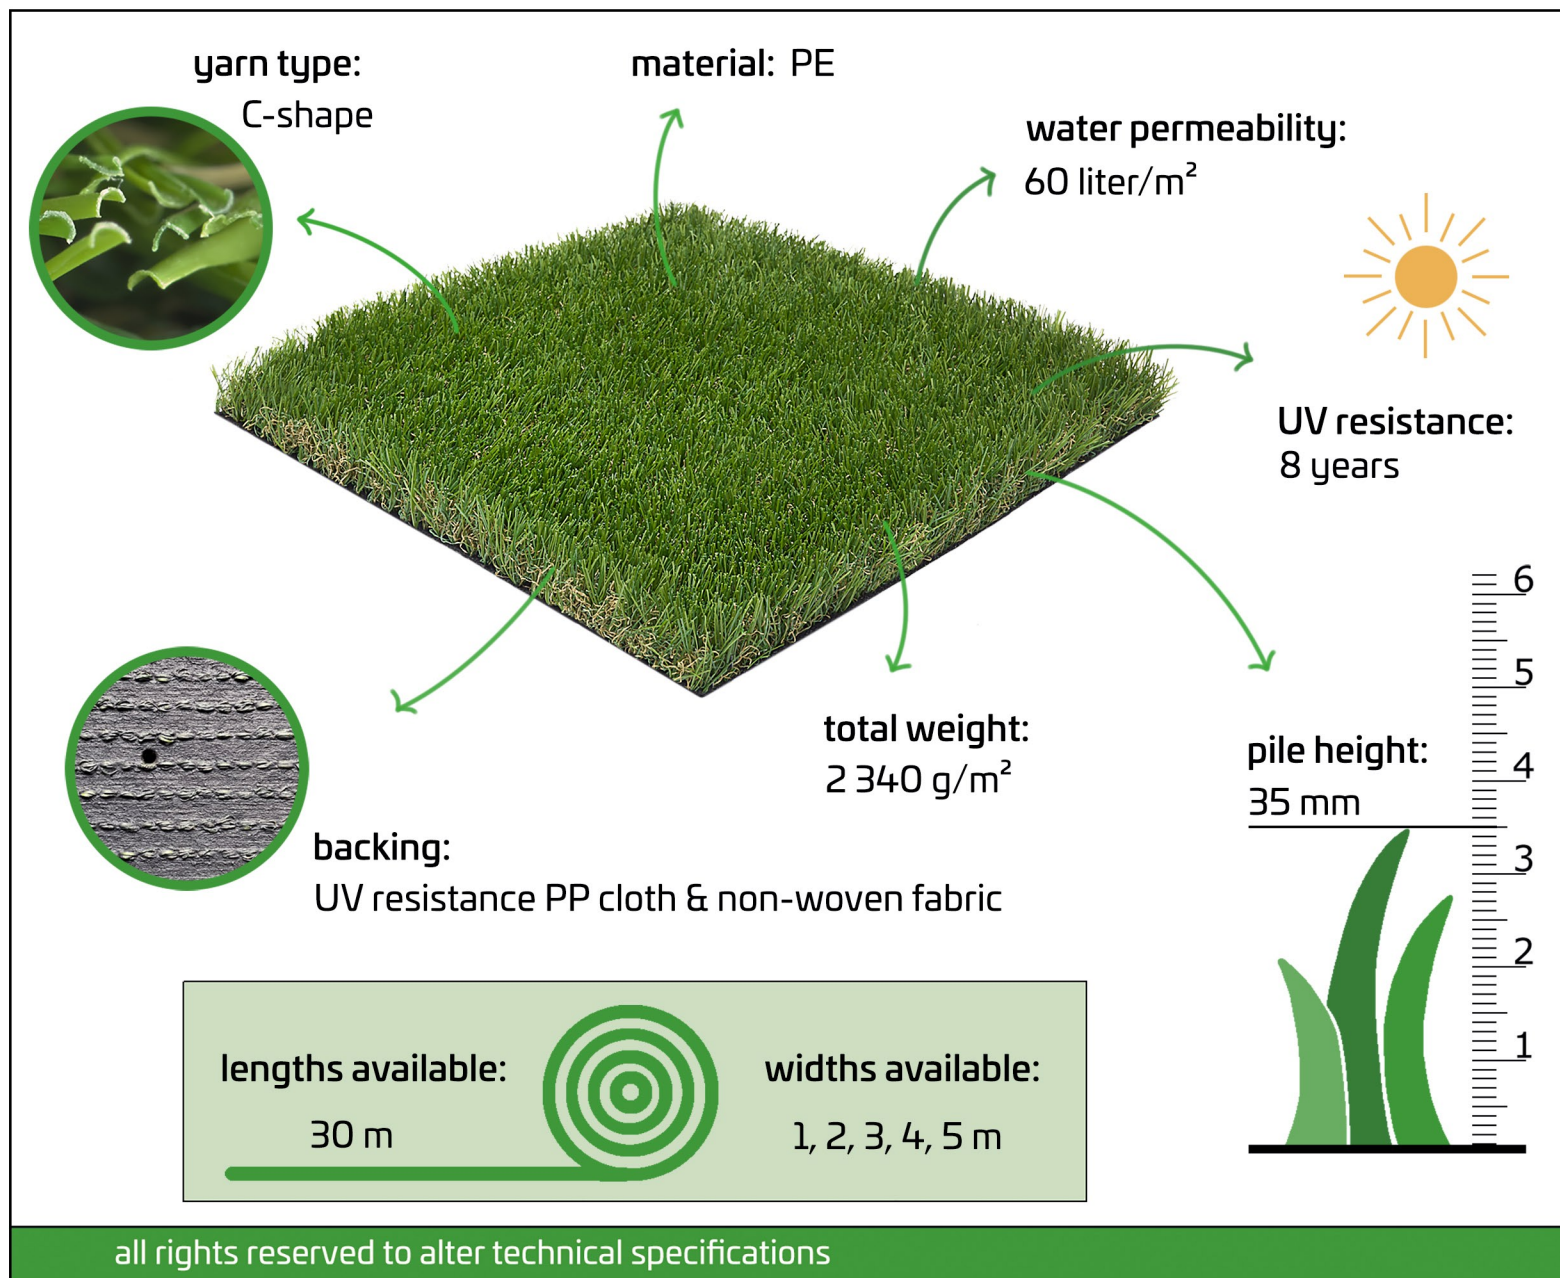 yarn type:
C-shape
material: PE
water permeability:
60 liter/m²
UV resistance:
8 years
total weight:
2 340 g/m²
pile height:
35 mm
6
5
4
3
2
1
backing:
UV resistance PP cloth & non-woven fabric
lengths available:
30 m
widths available:
1, 2, 3, 4, 5 m
all rights reserved to alter technical specifications